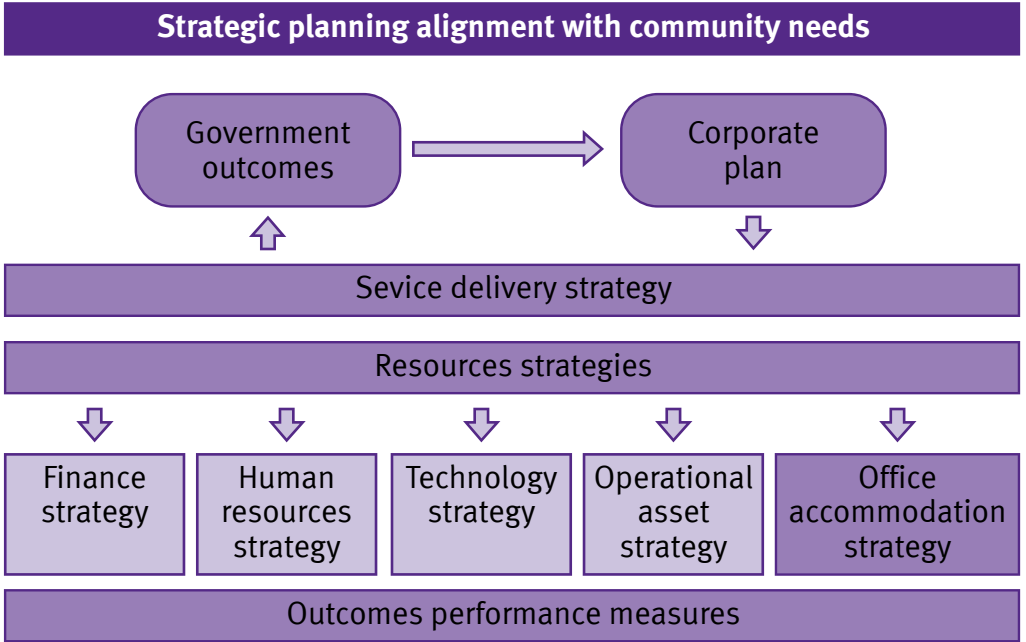 Strategic planning alignment with community needs
Government
outcomes
Corporate
plan
Sevice delivery strategy
Resources strategies
Finance
strategy
Human
resources
strategy
Technology
strategy
Operational
asset
strategy
Office
accommodation
strategy
Outcomes performance measures